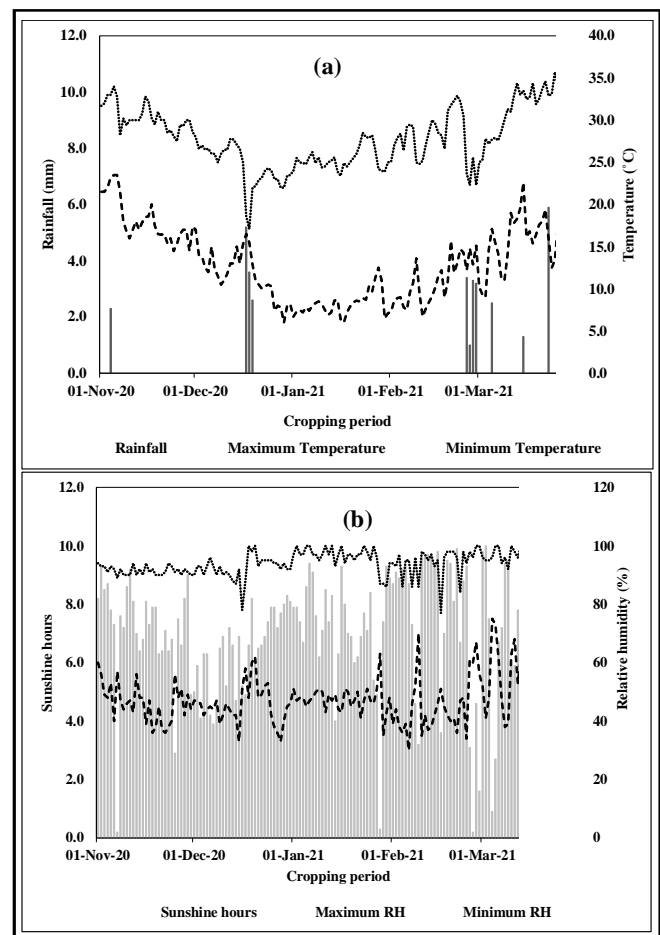 (a)
12.0 40.0
10.0 35.0
8.0 30.0
6.0 25.0
4.0 20.0
2.0 15.0
0.0 10.0
5.0
0.0
Rainfall (mm)
Temperature (˚C)
01-Nov-20 01-Dec-20 01-Jan-21 01-Feb-21 01-Mar-21
Cropping period
Rainfall Maximum Temperature Minimum Temperature
(b)
12.0 120
10.0 100
8.0 80
6.0 60
4.0 40
2.0 20
0.0 0
Sunshine hours
Relative humidity (%)
01-Nov-20 01-Dec-20 01-Jan-21 01-Feb-21 01-Mar-21
Cropping period
Sunshine hours Maximum RH Minimum RH